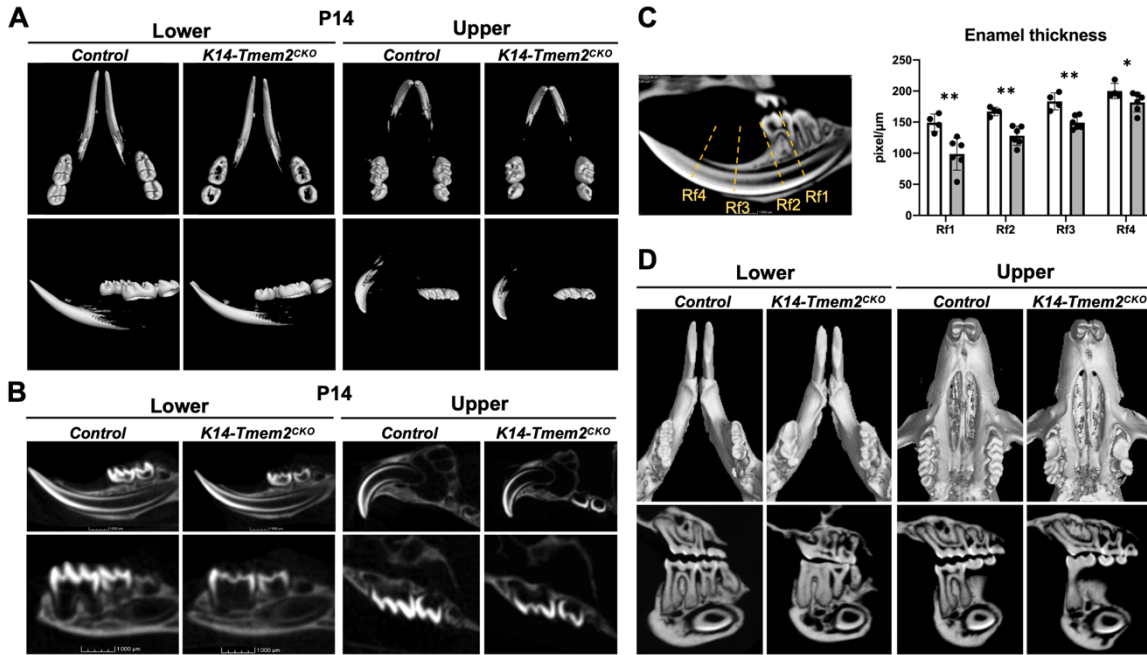 A
P14
Lower
Upper
Control
K14-Tmem2CKO
Control
K14-Tmem2CKO
B
P14
Lower
Upper
Control
K14-Tmem2CKO
Control
K14-Tmem2CKO
1000 µm
1000 µm
C
Rf4
Rf3
Rf2
Rf1
Enamel thickness
pixel/µm
250
200
150
100
50
0
**
**
**
*
Rf1
Rf2
Rf3
Rf4
D
Lower
Upper
Control
K14-Tmem2CKO
Control
K14-Tmem2CKO